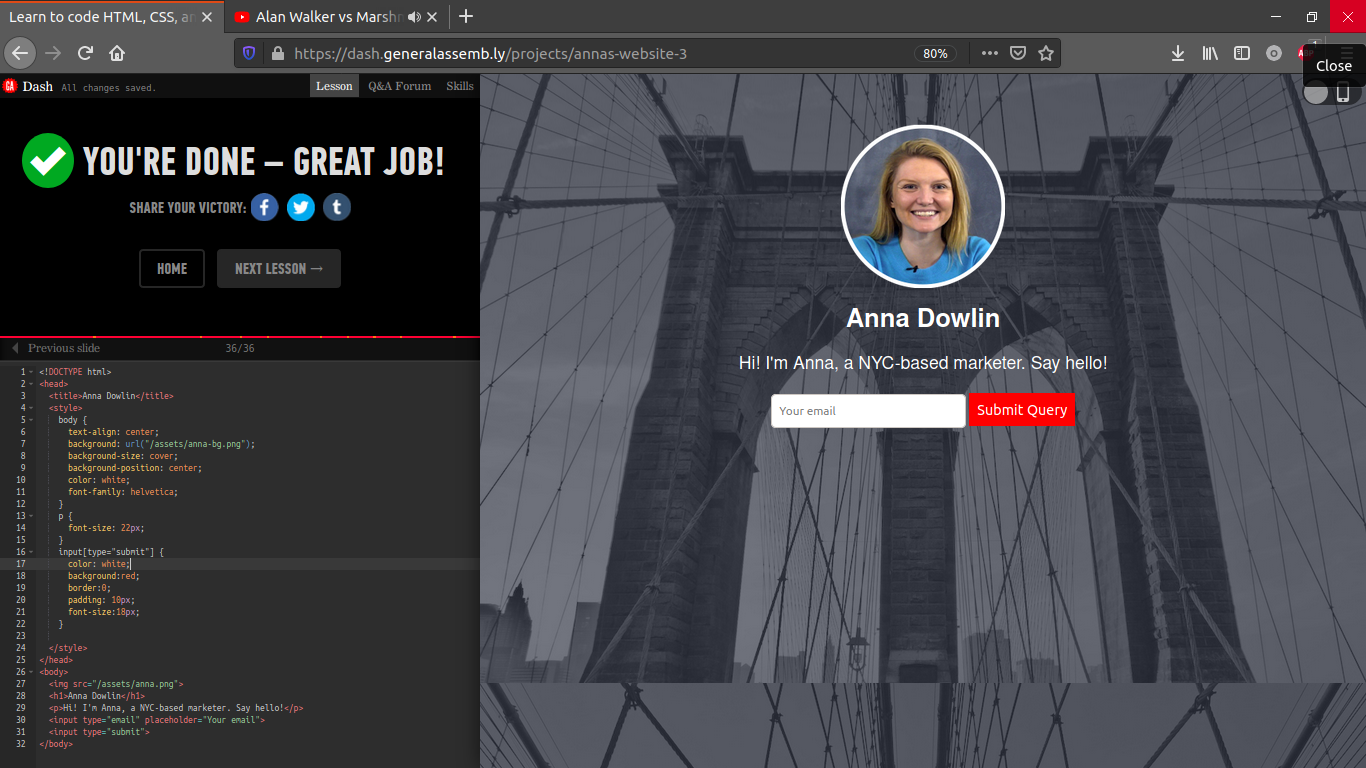 Learn to code HTML, CSS, an
Alan Walker vs Marshm
https://dash.generalassemb.ly/projects/annas-website-3
80%
ABP
Close
GA
Dash
All changes saved.
Lesson
Q&A Forum
Skills
YOU'RE DONE – GREAT JOB!
SHARE YOUR VICTORY:
HOME
NEXT LESSON →
Previous slide
36/36
1 <!DOCTYPE html>
2 <head>
3 <title>Anna Dowlin</title>
4 <style>
5 body {
6 text-align: center;
7 background: url("/assets/anna-bg.png");
8 background-size: cover;
9 background-position: center;
10 color: white;
11 font-family: helvetica;
12 }
13 p {
14 font-size: 22px;
15 }
16 input[type="submit"] {
17 color: white;
18 background:red;
19 border:0;
20 padding: 10px;
21 font-size:18px;
22 }
23
24 </style>
25 </head>
26 <body>
27 <img src="/assets/anna.png">
28 <h1>Anna Dowlin</h1>
29 <p>Hi! I'm Anna, a NYC-based marketer. Say hello!</p>
30 <input type="email" placeholder="Your email">
31 <input type="submit">
32 </body>
Anna Dowlin
Hi! I'm Anna, a NYC-based marketer. Say hello!
Your email
Submit Query